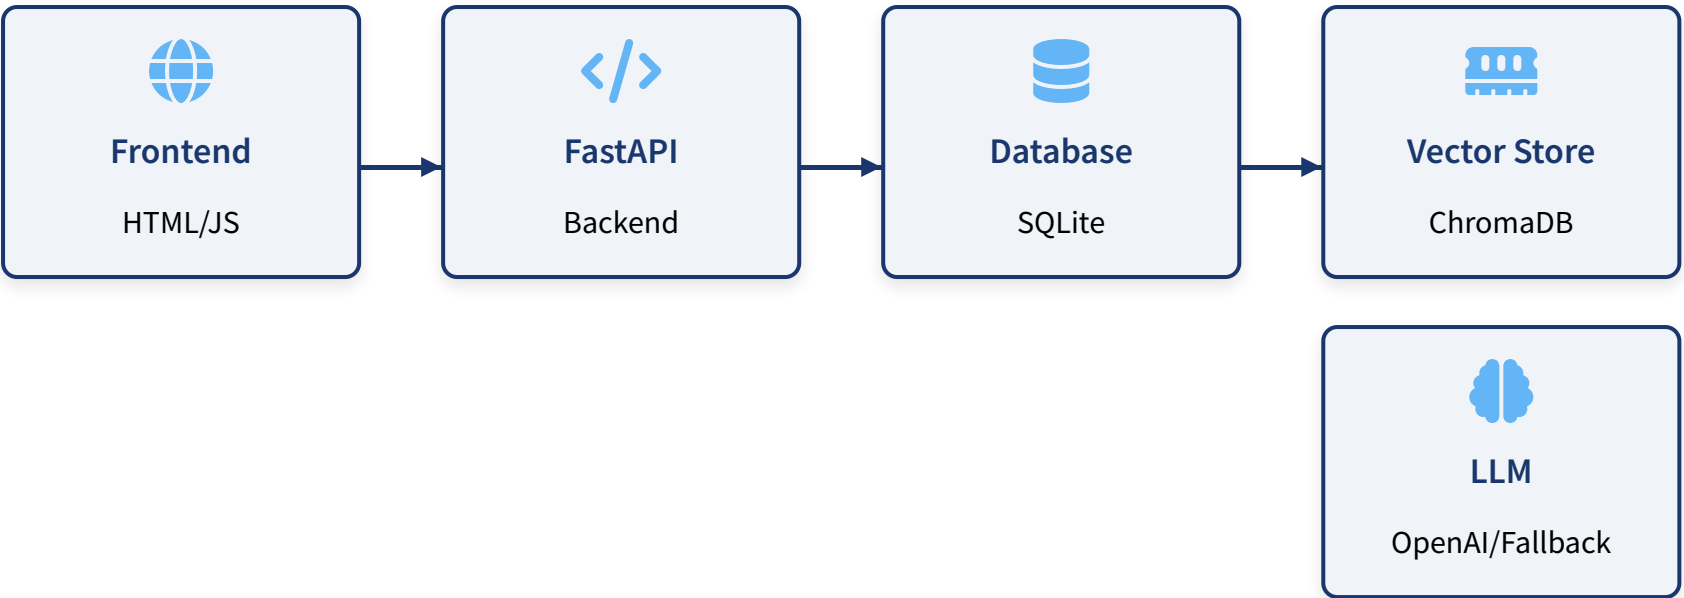 Frontend
HTML/JS
FastAPI
Backend
Database
SQLite
Vector Store
ChromaDB
LLM
OpenAI/Fallback